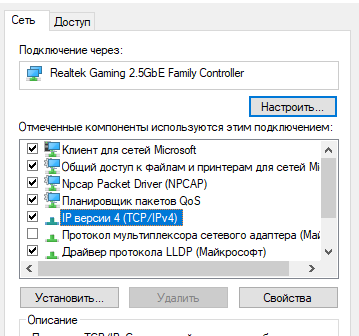 Сеть
Доступ
Подключение через:
Realtek Gaming 2.5GbE Family Controller
Настроить...
Отмеченные компоненты используются этим подключением:
Клиент для сетей Microsoft
Общий доступ к файлам и принтерам для сетей Mi
Npcap Packet Driver (NPCAP)
Планировщик пакетов QoS
IP версии 4 (TCP/IPv4)
Протокол мультиплексора сетевого адаптера (Май
Драйвер протокола LLDP (Майкрософт)
Установить...
Удалить
Свойства
Описание